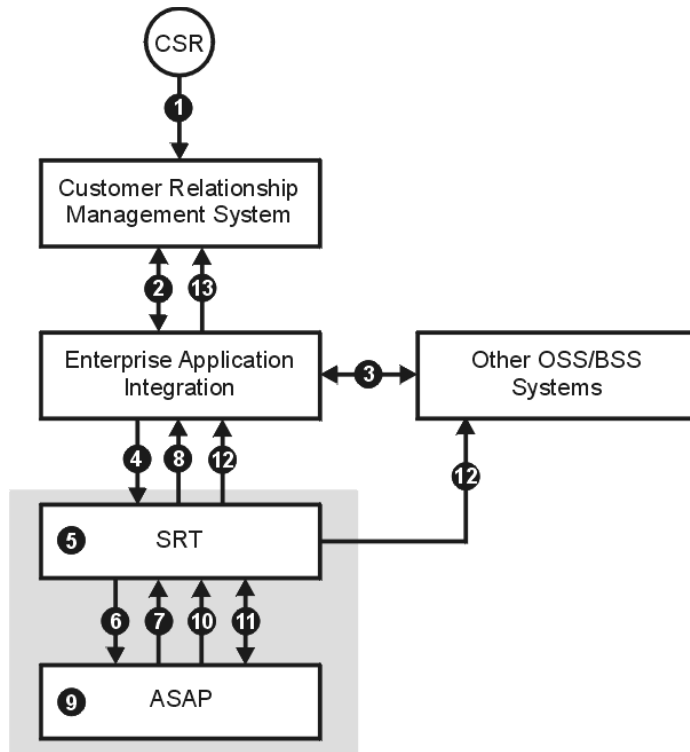 CSR
1
Customer Relationship
Management System
2
13
Enterprise Application
Integration
3
Other OSS/BSS
Systems
4
8
12
12
5
SRT
6
7
10
11
9
ASAP